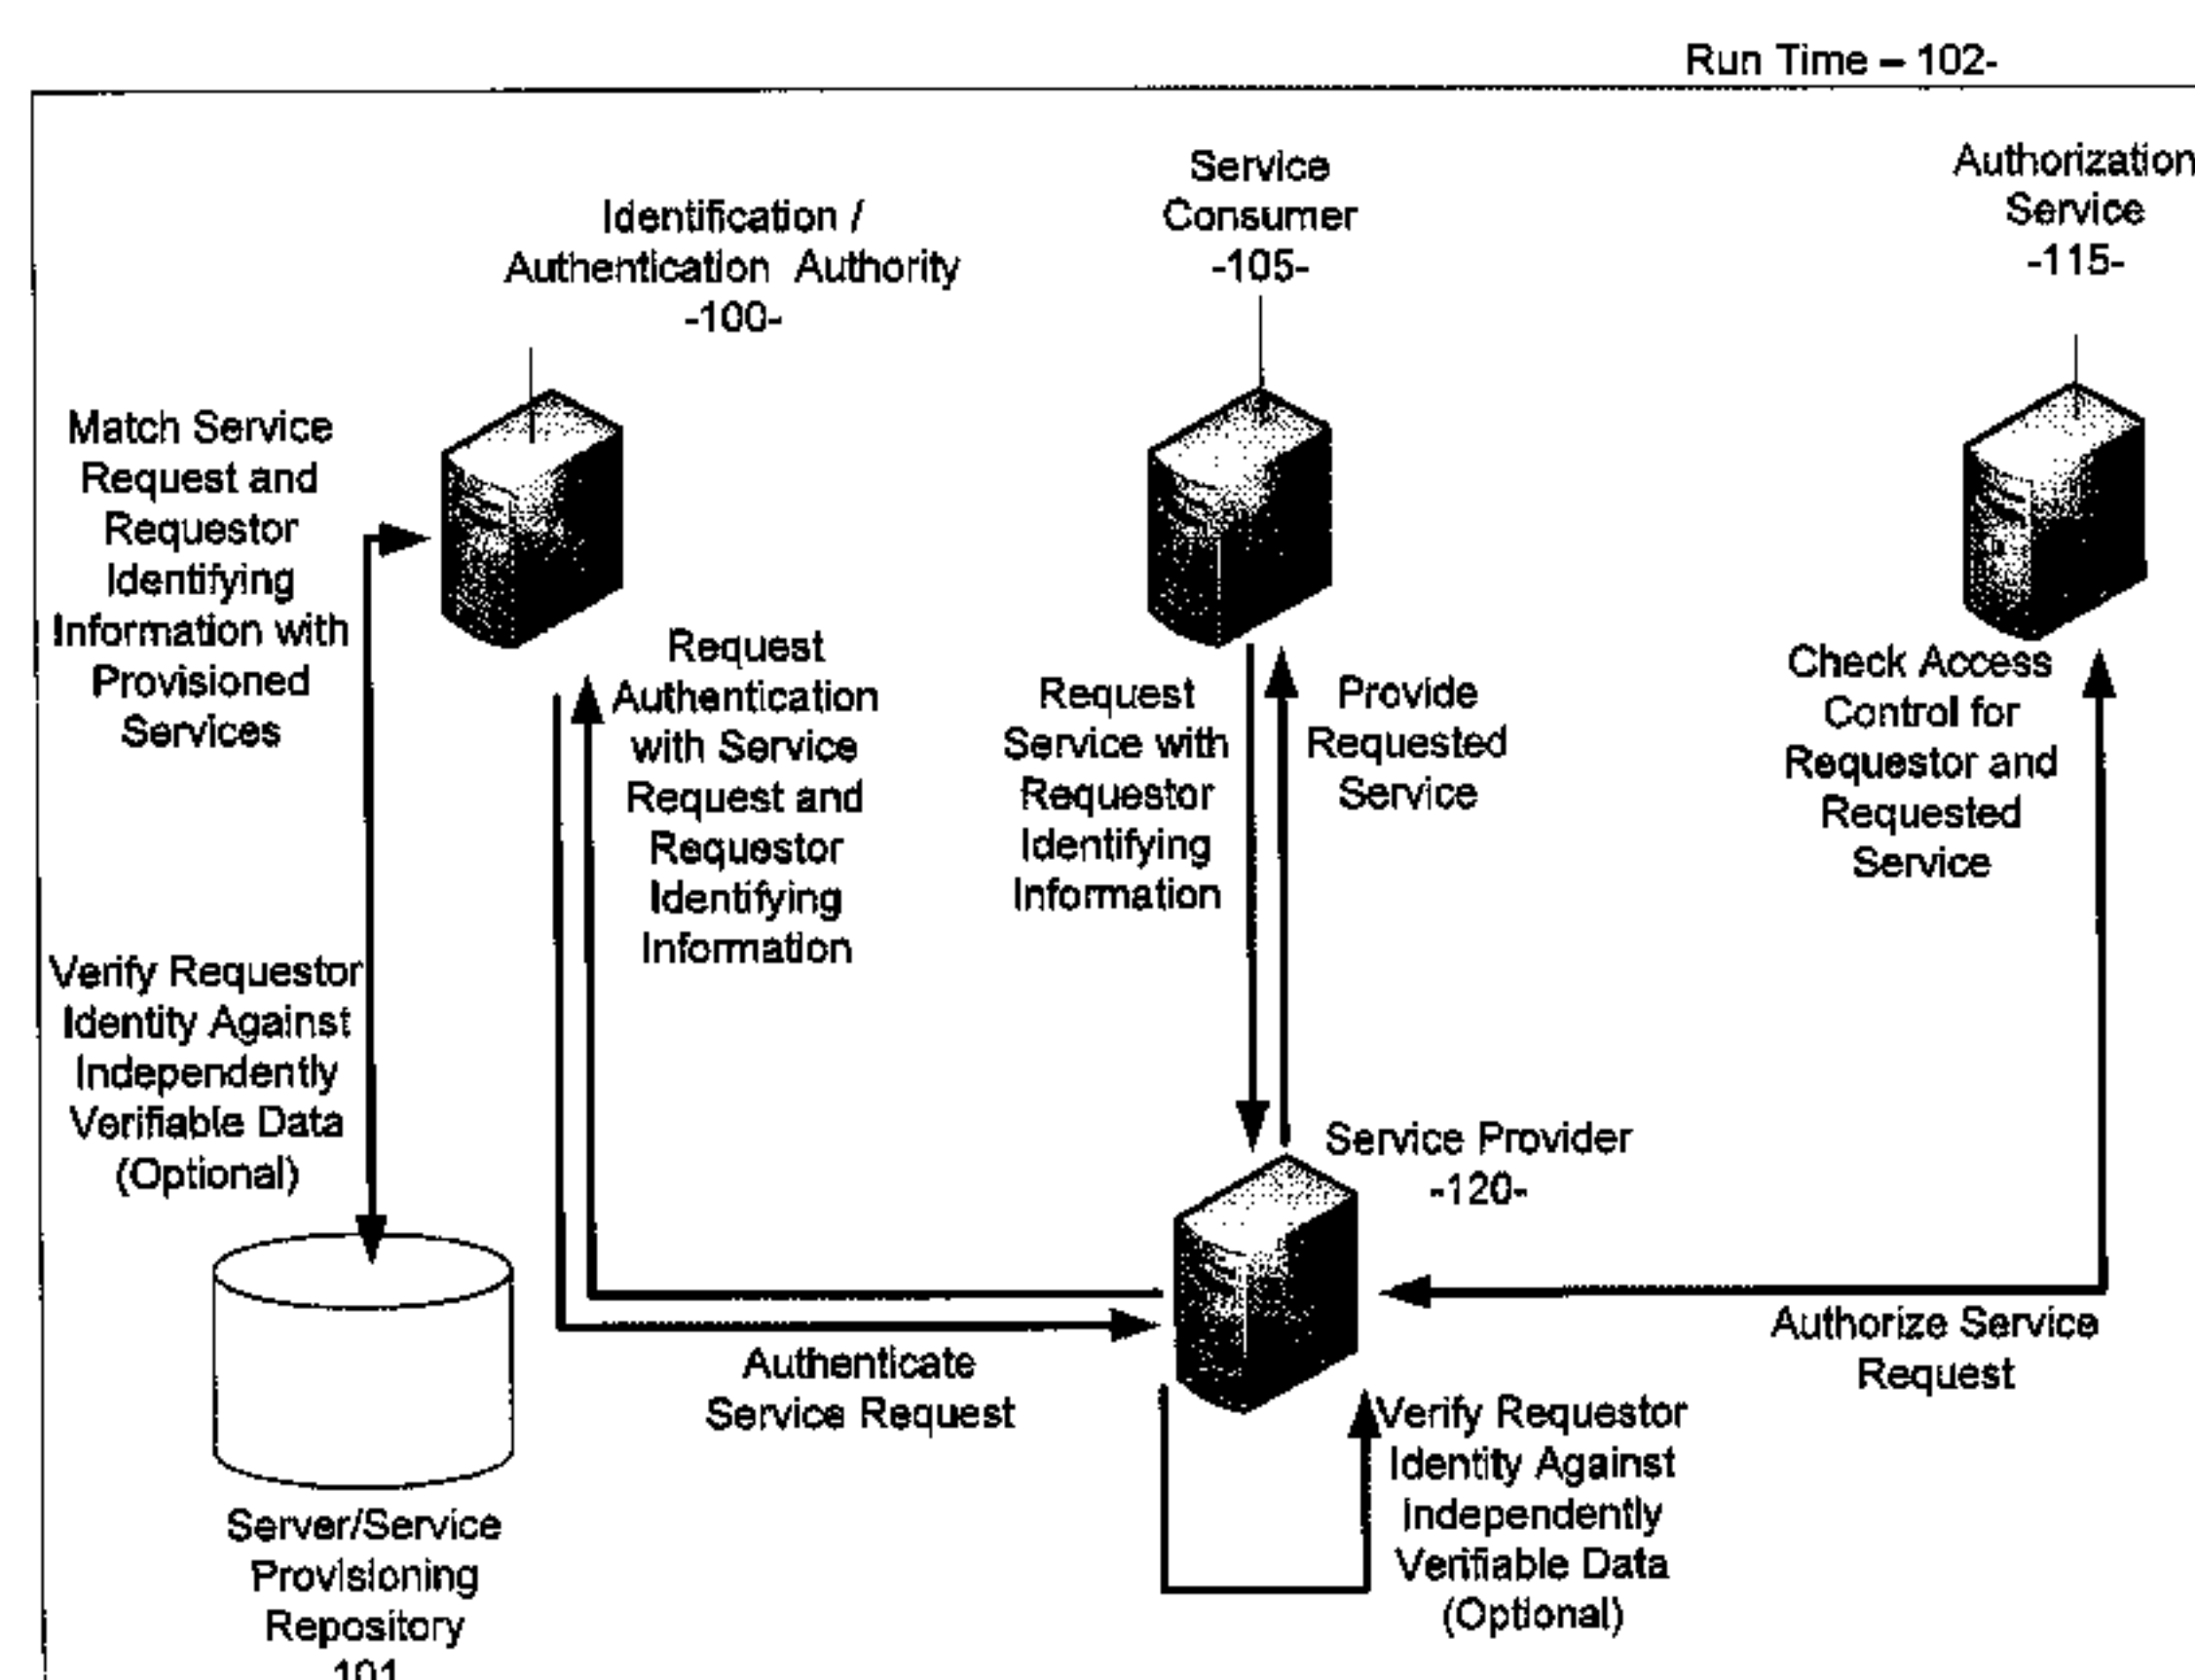 Run Time – 102-
Identification /
Authentication Authority
-100-
Service
Consumer
-105-
Authorization
Service
-115-
Match Service
Request and
Requestor
Identifying
Information with
Provisioned
Services
Request
Authentication
with Service
Request and
Requestor
Identifying
Information
Request
Service with
Requestor
Identifying
Information
Provide
Requested
Service
Check Access
Control for
Requestor and
Requested
Service
Verify Requestor
Identity Against
Independently
Verifiable Data
(Optional)
Service Provider
-120-
Authenticate
Service Request
Authorize Service
Request
Verify Requestor
Identity Against
Independently
Verifiable Data
(Optional)
Server/Service
Provisioning
Repository
101